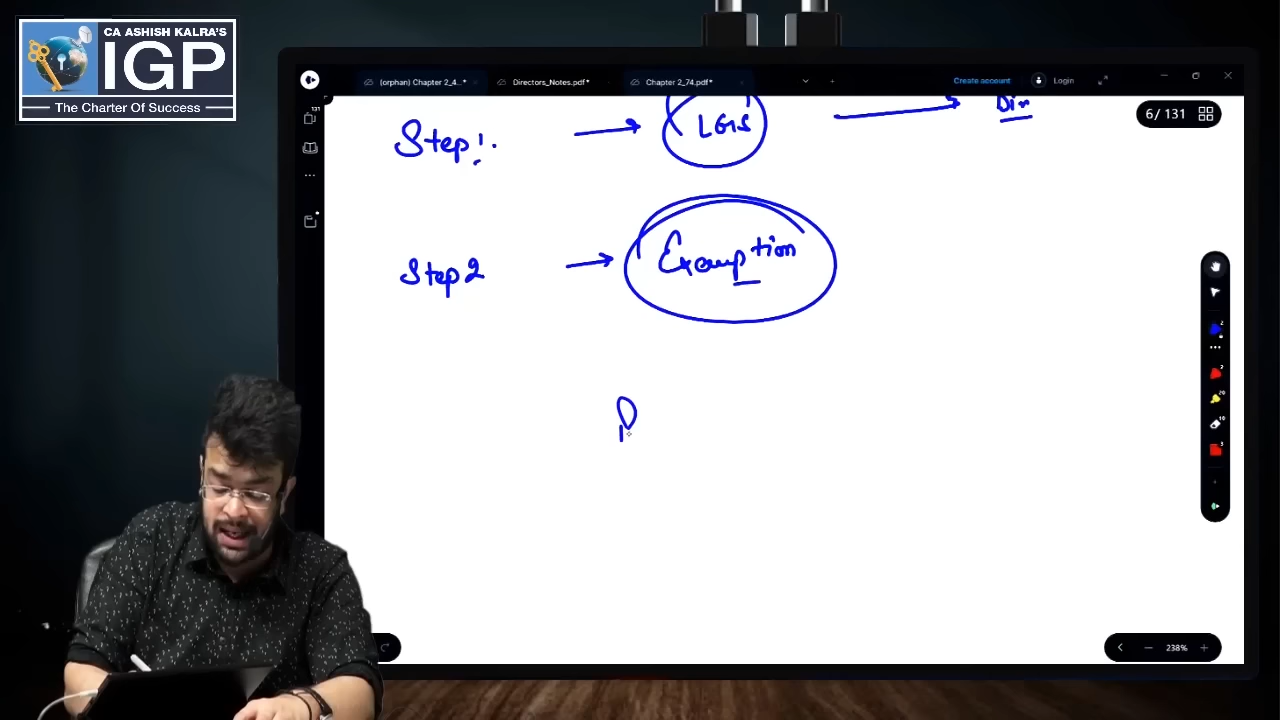 CA ASHISH KALRA'S
IGP
The Charter Of Success
(orphan) Chapter 2_4...*
Directors_Notes.pdf*
Chapter 2_74.pdf*
Create account
Login
131
6 / 131
Step 1.
Step 2
Exemption
P
238%